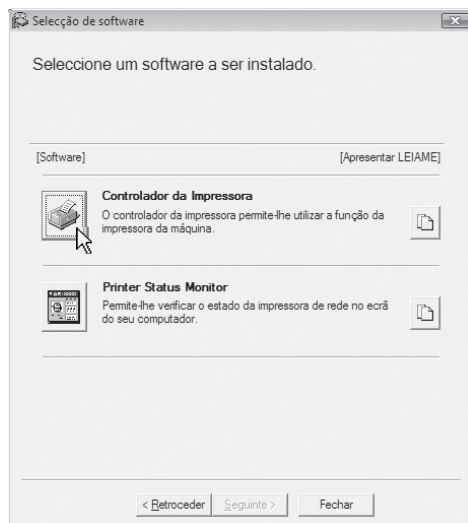 Selecção de software
Seleccione um software a ser instalado.
[Software] [Apresentar LEIAME]
Controlador da Impressora
O controlador da impressora permite-lhe utilizar a função da
impressora da máquina.
Printer Status Monitor
Permite-lhe verificar o estado da impressora de rede no ecrã
do seu computador.
< Retroceder Seguinte > Fechar